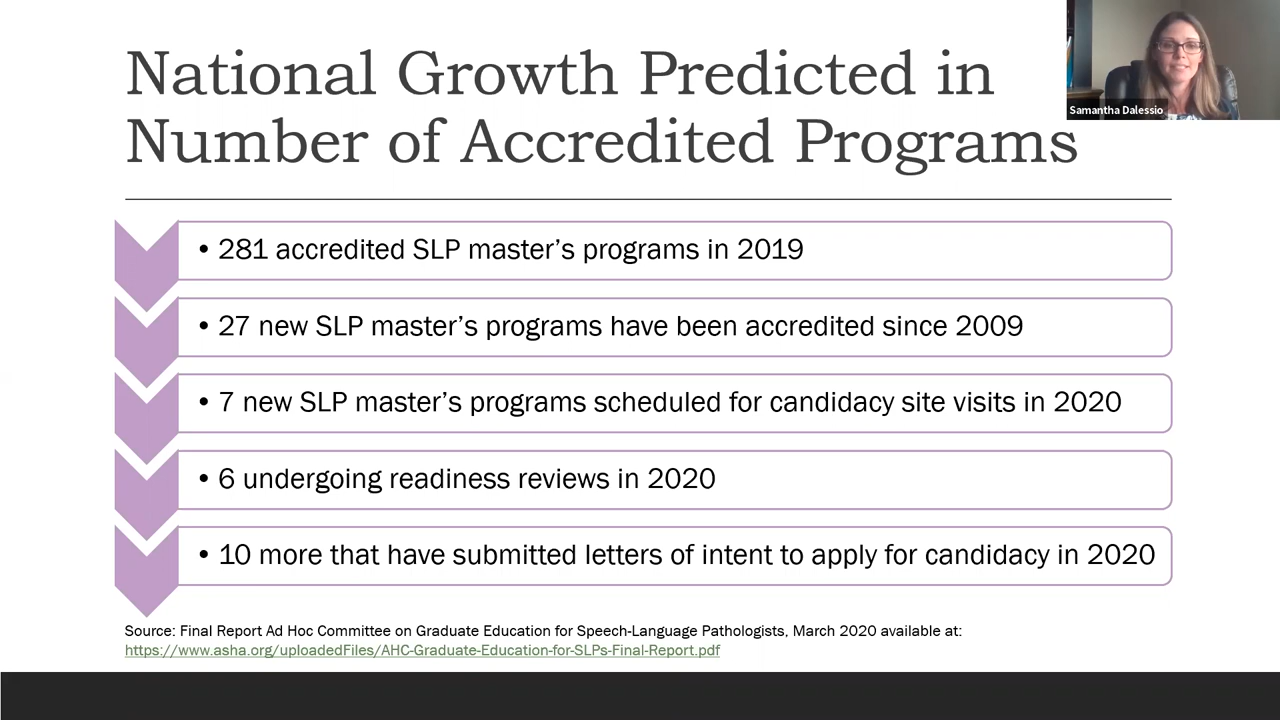 National Growth Predicted in
Number of Accredited Programs
Samantha Dalessio
• 281 accredited SLP master's programs in 2019
• 27 new SLP master's programs have been accredited since 2009
• 7 new SLP master's programs scheduled for candidacy site visits in 2020
• 6 undergoing readiness reviews in 2020
• 10 more that have submitted letters of intent to apply for candidacy in 2020
Source: Final Report Ad Hoc Committee on Graduate Education for Speech-Language Pathologists, March 2020 available at:
https://www.asha.org/uploadedFiles/AHC-Graduate-Education-for-SLPs-Final-Report.pdf